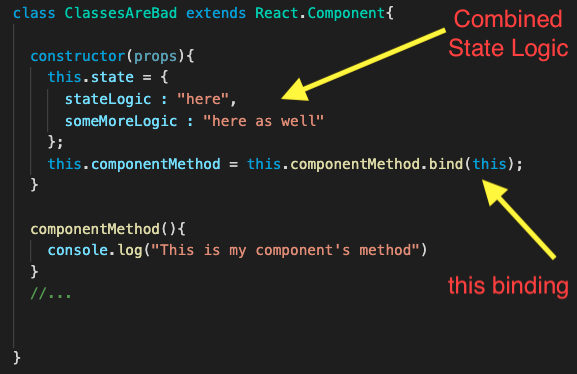 class ClassesAreBad extends React.Component{
constructor(props){
this.state = {
stateLogic : "here",
someMoreLogic : "here as well"
};
this.componentMethod = this.componentMethod.bind(this);
}
componentMethod(){
console.log("This is my component's method")
}
//...
}
Combined
State Logic
this binding